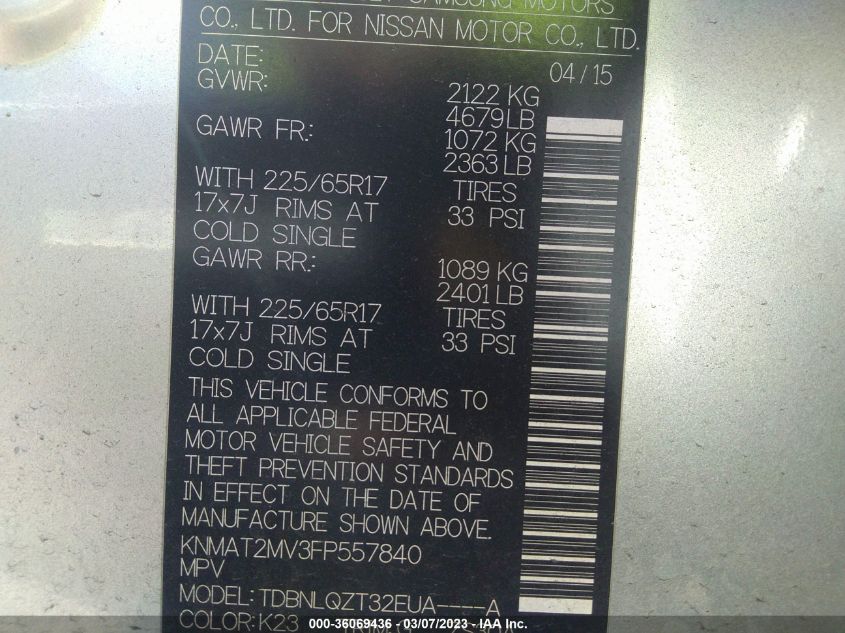 SAMSUNG MOTORS
CO., LTD. FOR NISSAN MOTOR CO., LTD.
DATE: 04/15
GVWR: 2122 KG
4679LB
GAWR FR.: 1072 KG
2363 LB
WITH 225/65R17 TIRES
17x7J RIMS AT 33 PSI
COLD SINGLE
GAWR RR.: 1089 KG
2401 LB
WITH 225/65R17 TIRES
17x7J RIMS AT 33 PSI
COLD SINGLE
THIS VEHICLE CONFORMS TO
ALL APPLICABLE FEDERAL
MOTOR VEHICLE SAFETY AND
THEFT PREVENTION STANDARDS
IN EFFECT ON THE DATE OF
MANUFACTURE SHOWN ABOVE.
KNMAT2MV3FP557840
MPV
MODEL: TDBNLQZT32EUA----A
COLOR: K23
000-36069436 - 03/07/2023 - IAA Inc.